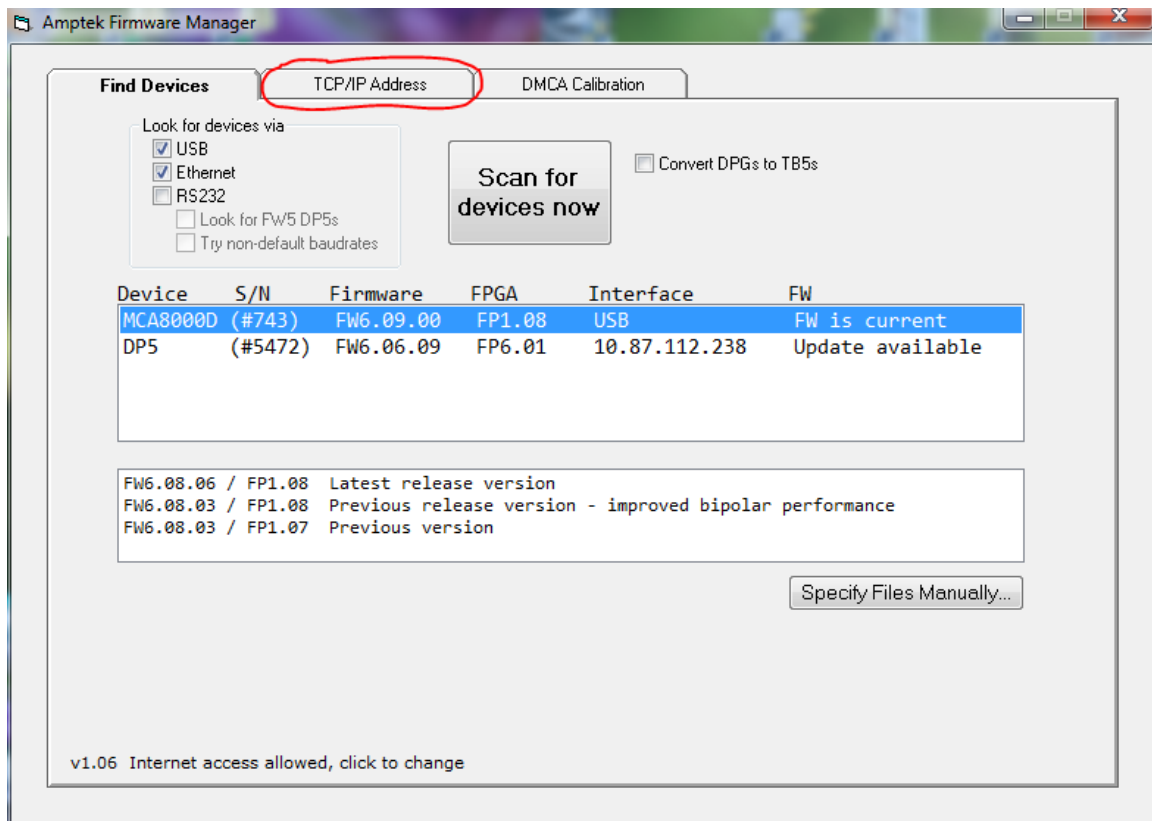 Amptek Firmware Manager
Find Devices TCP/IP Address DMCA Calibration
Look for devices via
USB
Ethernet
RS232
Look for FW5 DP5s
Try non-default baudrates
Scan for
devices now
Convert DPGs to TB5s
Device S/N Firmware FPGA Interface FW
MCA8000D (#743) FW6.09.00 FP1.08 USB FW is current
DP5 (#5472) FW6.06.09 FP6.01 10.87.112.238 Update available
FW6.08.06 / FP1.08 Latest release version
FW6.08.03 / FP1.08 Previous release version - improved bipolar performance
FW6.08.03 / FP1.07 Previous version
Specify Files Manually...
v1.06 Internet access allowed, click to change